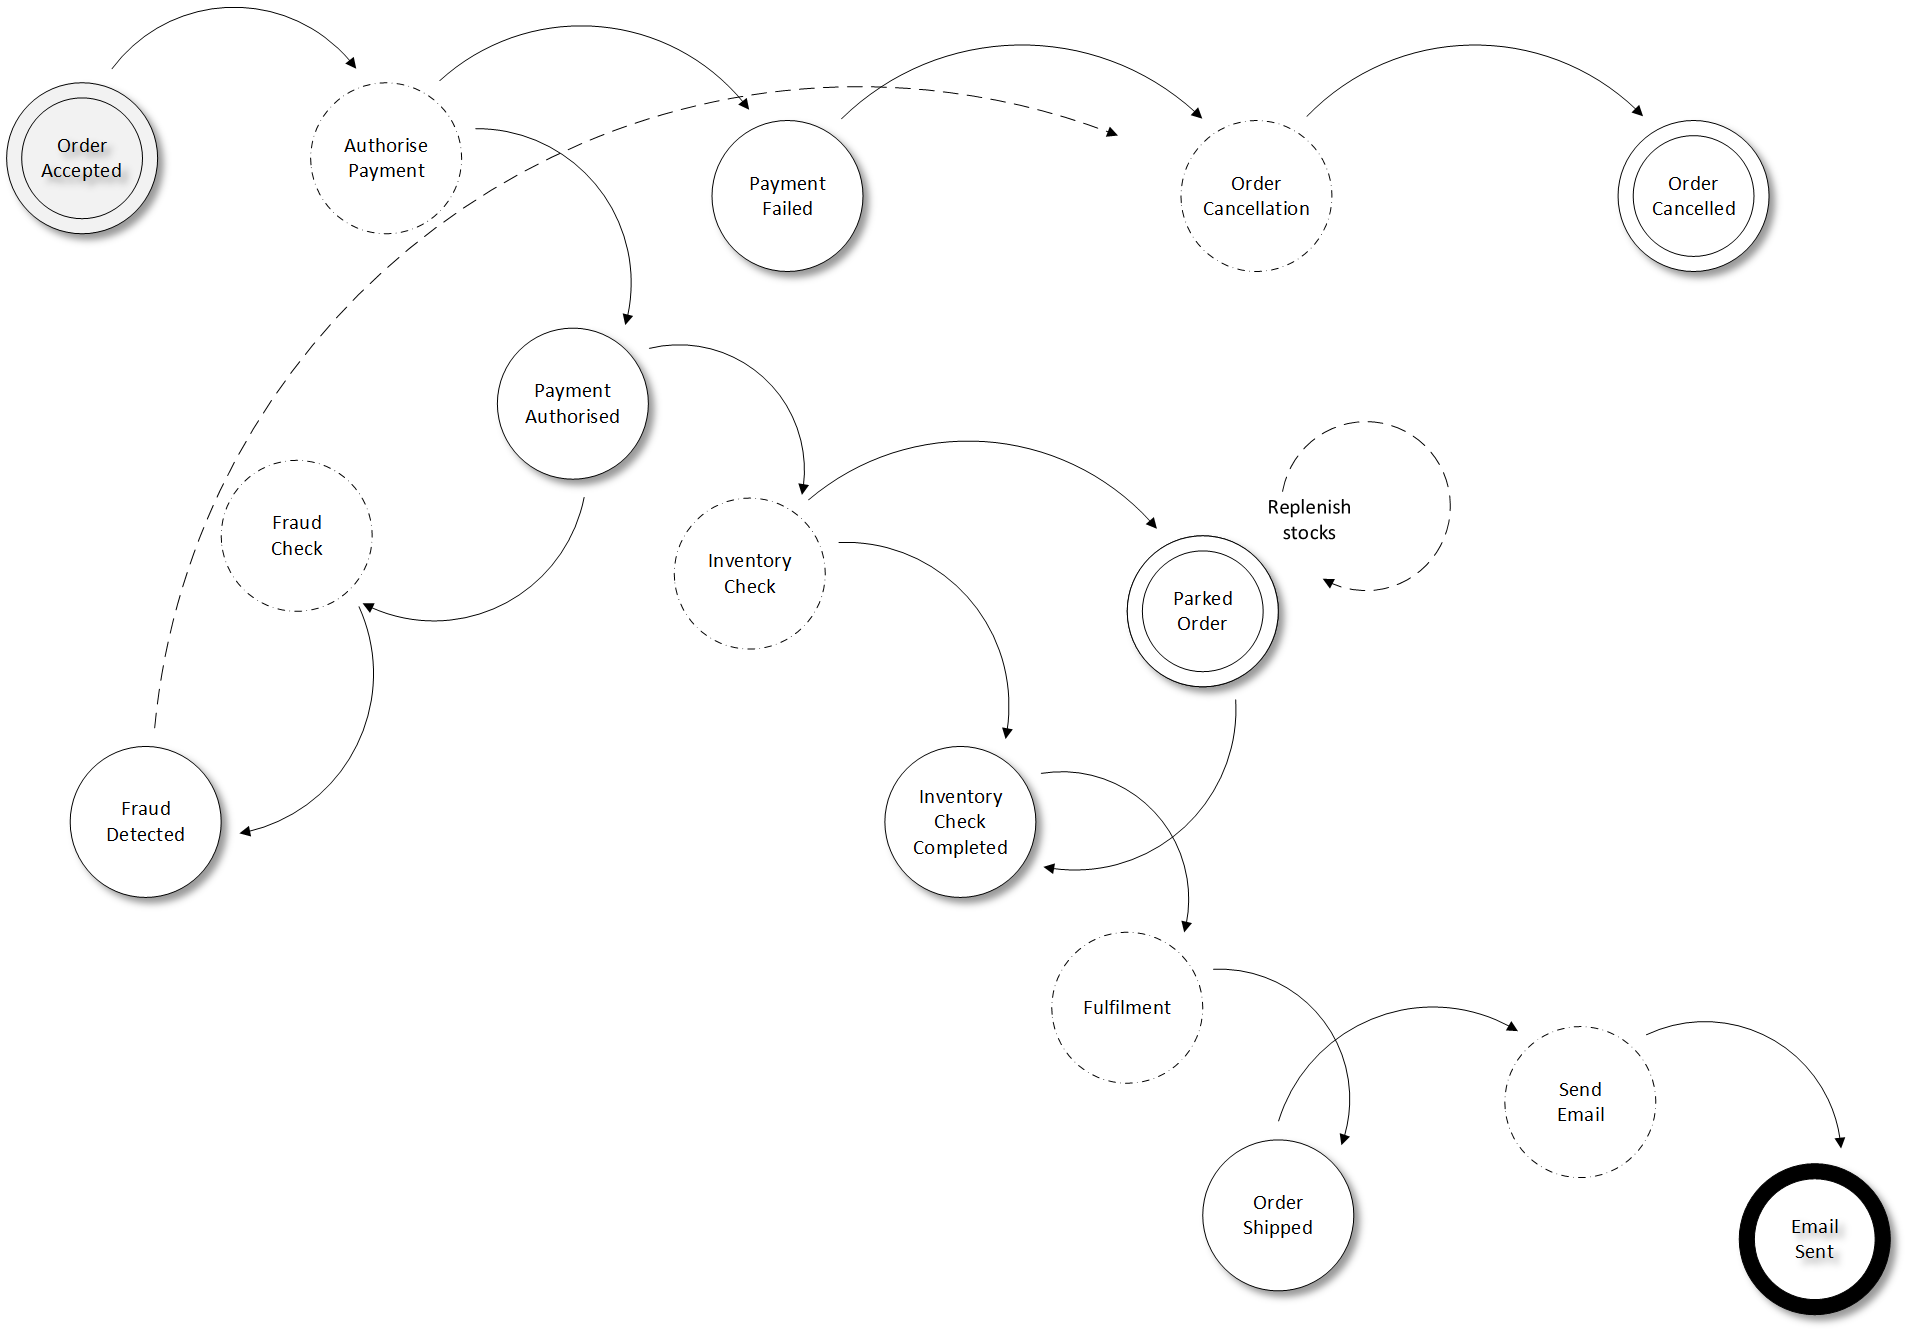 Order
Accepted
Authorise
Payment
Payment
Failed
Order
Cancellation
Order
Cancelled
Payment
Authorised
Fraud
Check
Inventory
Check
Replenish
stocks
Parked
Order
Fraud
Detected
Inventory
Check
Completed
Fulfilment
Send
Email
Order
Shipped
Email
Sent